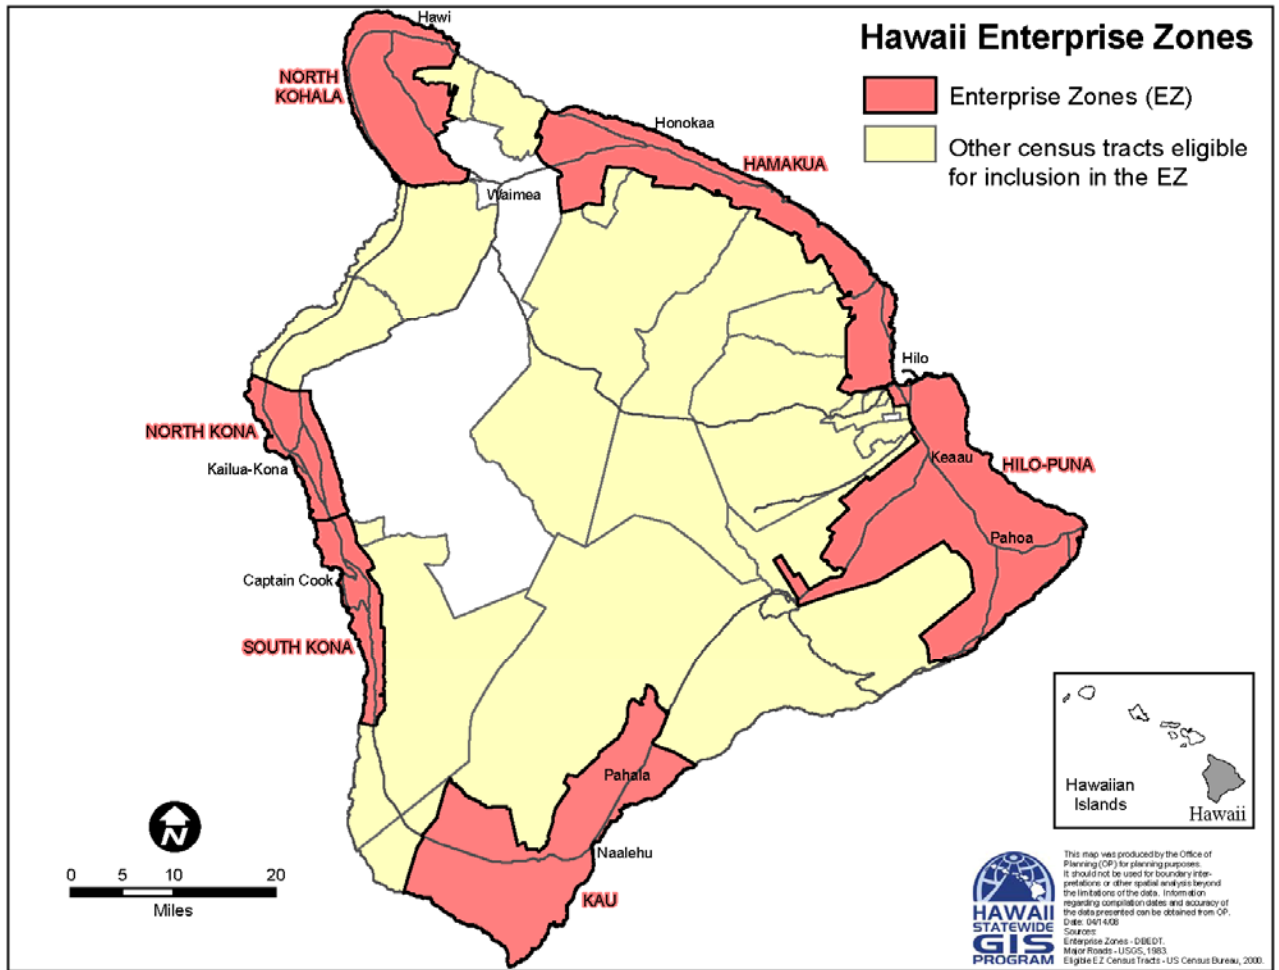 Hawaii Enterprise Zones
Enterprise Zones (EZ)
Other census tracts eligible
for inclusion in the EZ
Hawi
NORTH
KOHALA
Honokaa
HAMAKUA
Waimea
Hilo
NORTH KONA
Kailua-Kona
Keaau
HILO-PUNA
Pahoa
Captain Cook
SOUTH KONA
Pahala
Naalehu
KAU
N
0 5 10 20
Miles
Hawaiian
Islands
Hawaii
HAWAII
STATEWIDE
GIS
PROGRAM
This map was produced by the Office of
Planning (OP) for planning purposes.
It should not be used for boundary inter-
pretations or other spatial analysis beyond
the limitations of the data. Information
regarding compilation dates and accuracy of
the data presented can be obtained from OP.
Date: 04/14/08
Sources:
Enterprise Zones - DBEDT.
Major Roads - USGS, 1983.
Eligible EZ Census Tracts - US Census Bureau, 2000.